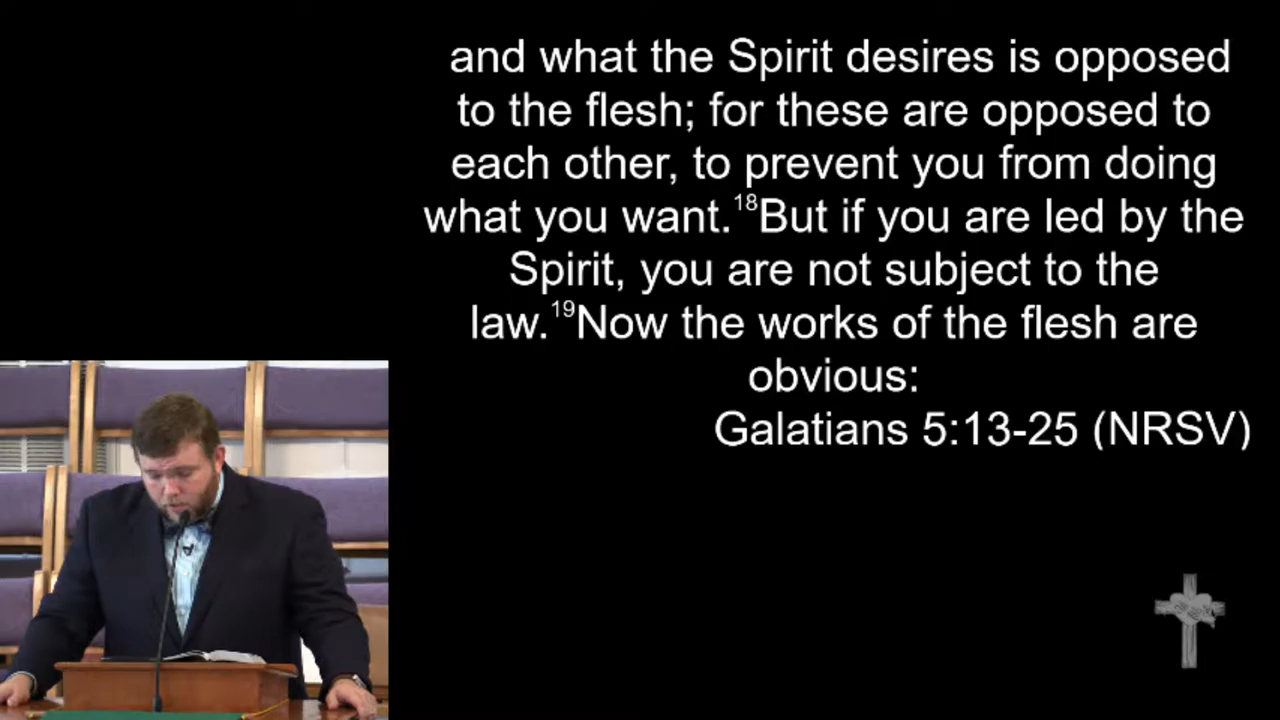 and what the Spirit desires is opposed
to the flesh; for these are opposed to
each other, to prevent you from doing
what you want.¹⁸But if you are led by the
Spirit, you are not subject to the
law.¹⁹Now the works of the flesh are
obvious:
Galatians 5:13-25 (NRSV)